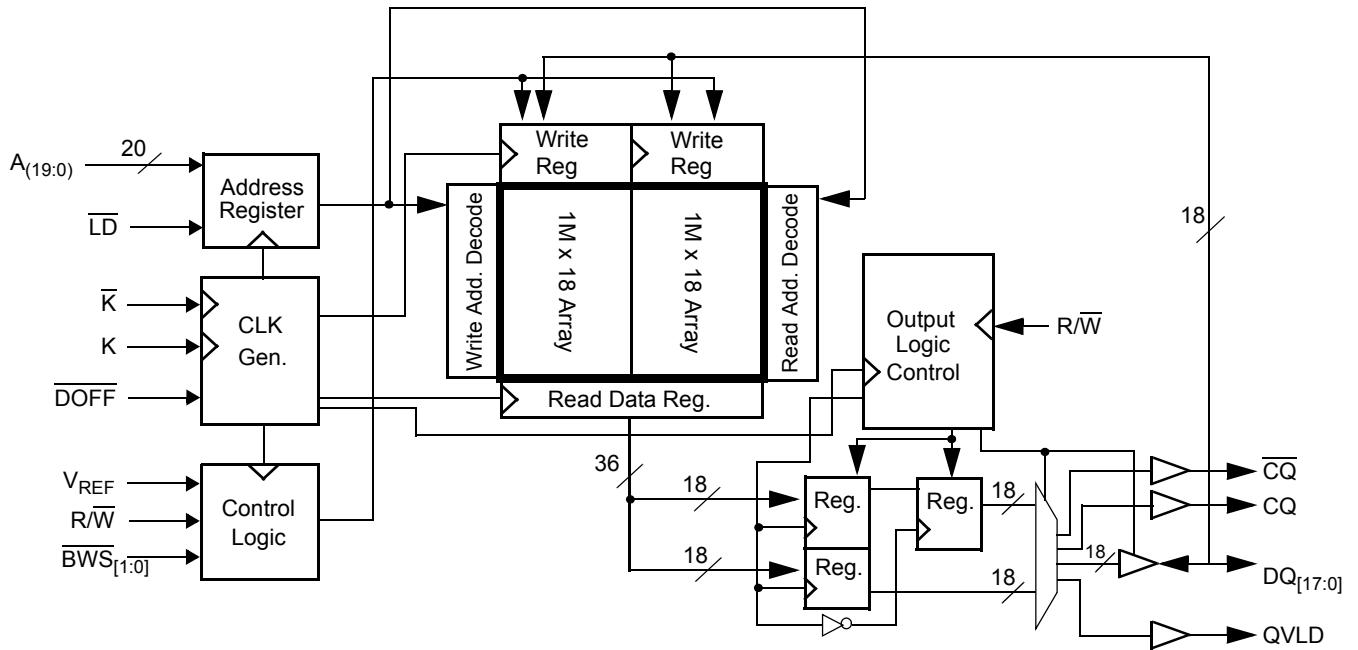 A(19:0)
20
LD
Address
Register
K
K
DOFF
CLK
Gen.
VREF
R/W
BWS[1:0]
Control
Logic
Write
Reg
Write
Reg
Write Add. Decode
1M x 18 Array
1M x 18 Array
Read Add. Decode
Read Data Reg.
36
18
18
Output
Logic
Control
R/W
18
Reg.
Reg.
Reg.
18
18
18
CQ
CQ
DQ[17:0]
QVLD